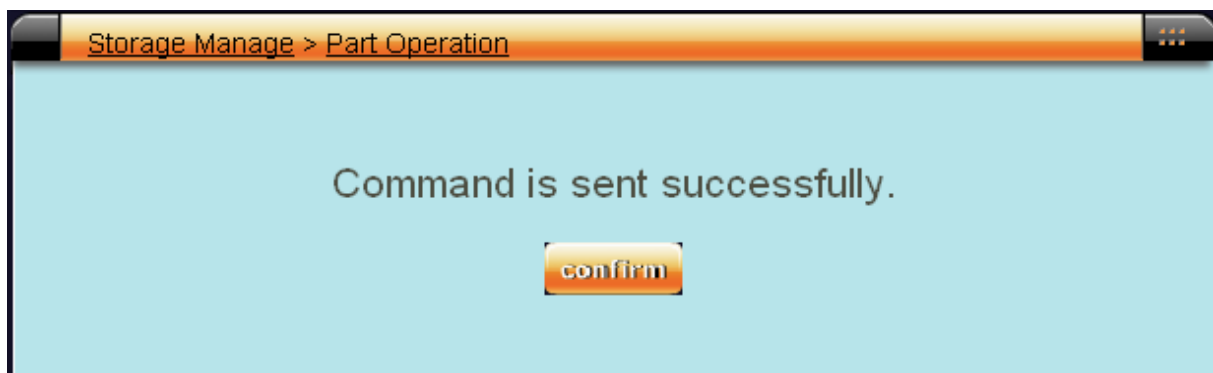 Storage Manage > Part Operation
Command is sent successfully.
confirm